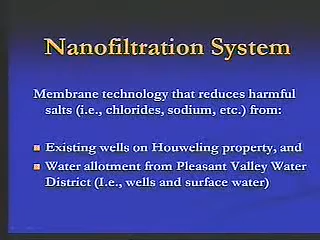 Nanofiltration System
Membrane technology that reduces harmful
salts (i.e., chlorides, sodium, etc.) from:
Existing wells on Houweling property, and
Water allotment from Pleasant Valley Water
District (I.e., wells and surface water)